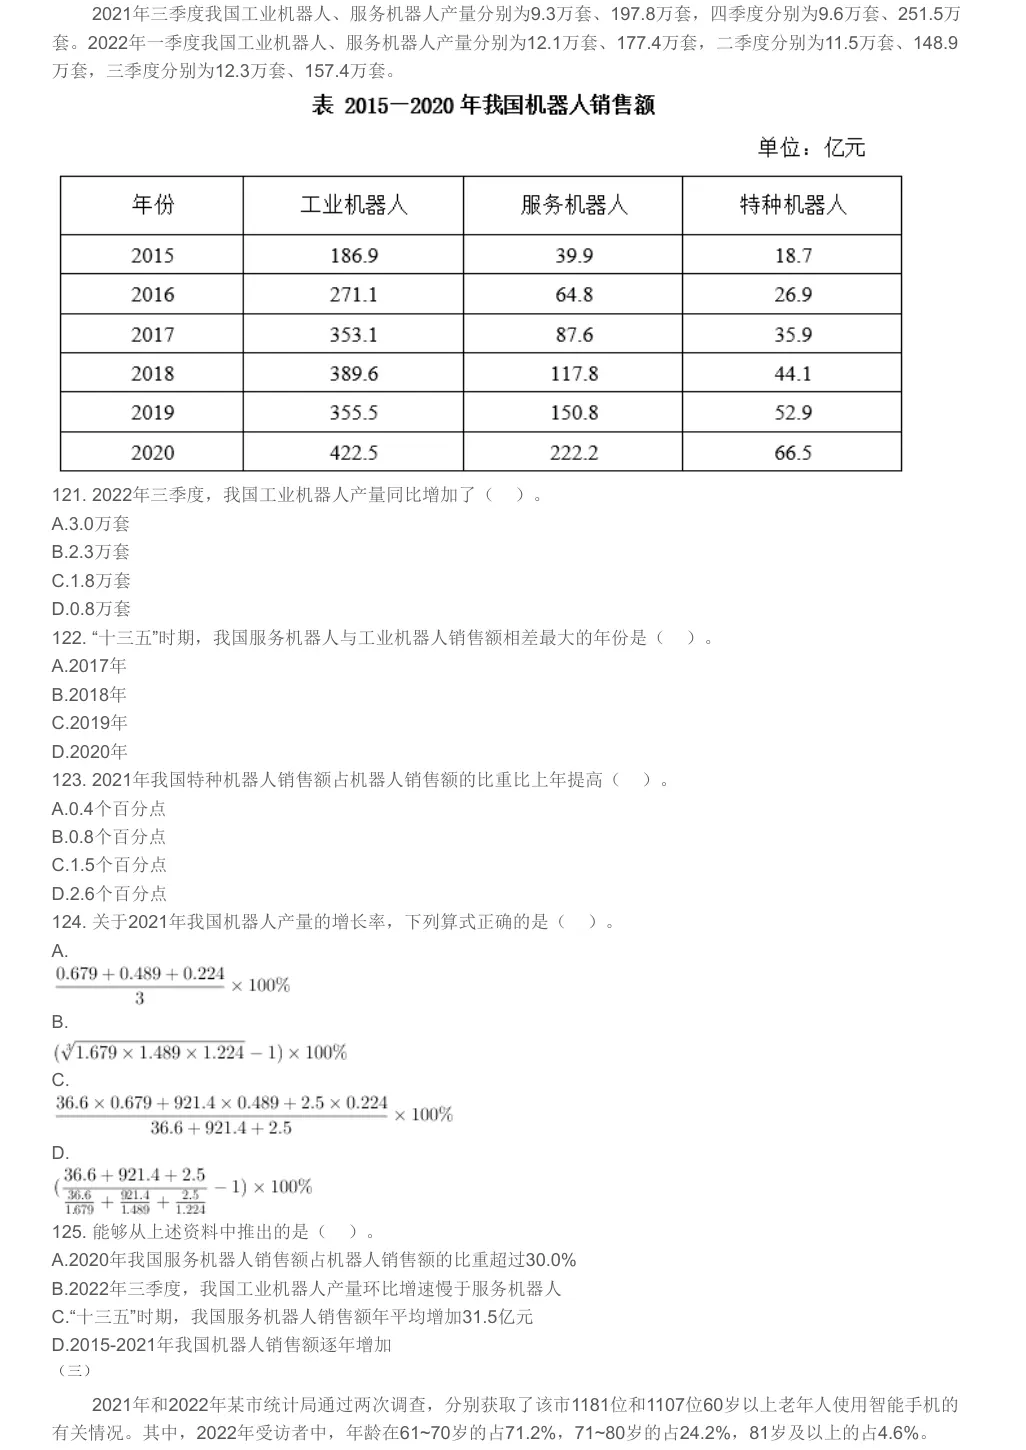 2021年三季度我国工业机器人、服务机器人产量分别为9.3万套、197.8万套，四季度分别为9.6万套、251.5万
套。2022年一季度我国工业机器人、服务机器人产量分别为12.1万套、177.4万套，二季度分别为11.5万套、148.9
万套，三季度分别为12.3万套、157.4万套。
表 2015—2020 年我国机器人销售额
单位：亿元
年份 工业机器人 服务机器人 特种机器人
2015 186.9 39.9 18.7
2016 271.1 64.8 26.9
2017 353.1 87.6 35.9
2018 389.6 117.8 44.1
2019 355.5 150.8 52.9
2020 422.5 222.2 66.5
121. 2022年三季度，我国工业机器人产量同比增加了（ ）。
A.3.0万套
B.2.3万套
C.1.8万套
D.0.8万套
122. “十三五”时期，我国服务机器人与工业机器人销售额相差最大的年份是（ ）。
A.2017年
B.2018年
C.2019年
D.2020年
123. 2021年我国特种机器人销售额占机器人销售额的比重比上年提高（ ）。
A.0.4个百分点
B.0.8个百分点
C.1.5个百分点
D.2.6个百分点
124. 关于2021年我国机器人产量的增长率，下列算式正确的是（ ）。
A.
0.679 + 0.489 + 0.224
3
× 100%
B.
(∛1.679 × 1.489 × 1.224 − 1) × 100%
C.
36.6 × 0.679 + 921.4 × 0.489 + 2.5 × 0.224
36.6 + 921.4 + 2.5
× 100%
D.
(
36.6 + 921.4 + 2.5
36.6/1.679 + 921.4/1.489 + 2.5/1.224
− 1) × 100%
125. 能够从上述资料中推出的是（ ）。
A.2020年我国服务机器人销售额占机器人销售额的比重超过30.0%
B.2022年三季度，我国工业机器人产量环比增速慢于服务机器人
C.“十三五”时期，我国服务机器人销售额年平均增加31.5亿元
D.2015-2021年我国机器人销售额逐年增加
（三）
2021年和2022年某市统计局通过两次调查，分别获取了该市1181位和1107位60岁以上老年人使用智能手机的
有关情况。其中，2022年受访者中，年龄在61~70岁的占71.2%，71~80岁的占24.2%，81岁及以上的占4.6%。